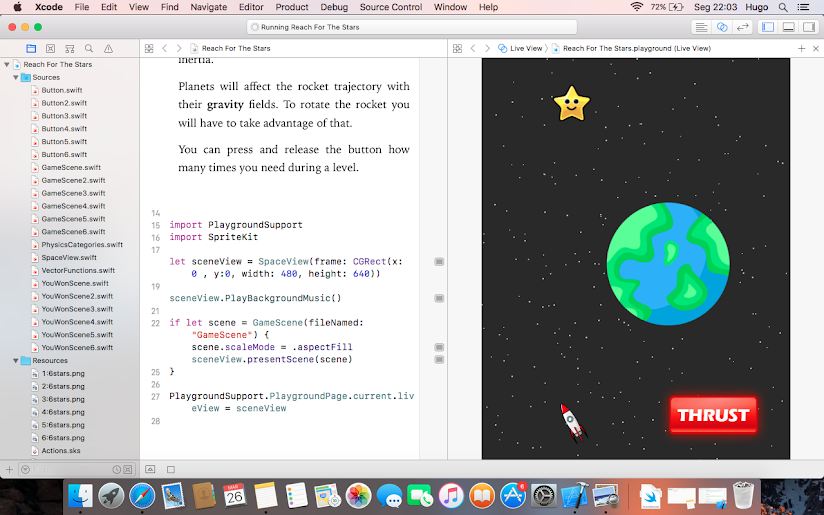 Xcode File Edit View Find Navigate Editor Product Debug Source Control Window Help 72% Seg 22:03 Hugo
Running Reach For The Stars
Reach For The Stars
Live View Reach For The Stars.playground (Live View)
Reach For The Stars
Sources
Button.swift
Button2.swift
Button3.swift
Button4.swift
Button5.swift
Button6.swift
GameScene.swift
GameScene2.swift
GameScene3.swift
GameScene4.swift
GameScene5.swift
GameScene6.swift
PhysicsCategories.swift
SpaceView.swift
VectorFunctions.swift
YouWonScene.swift
YouWonScene2.swift
YouWonScene3.swift
YouWonScene4.swift
YouWonScene5.swift
YouWonScene6.swift
Resources
1:6stars.png
2:6stars.png
3:6stars.png
4:6stars.png
5:6stars.png
6:6stars.png
Actions.sks
inertia.
Planets will affect the rocket trajectory with
their gravity fields. To rotate the rocket you
will have to take advantage of that.
You can press and release the button how
many times you need during a level.
14
15 import PlaygroundSupport
16 import SpriteKit
17
let sceneView = SpaceView(frame: CGRect(x:
0 , y:0, width: 480, height: 640))
19
sceneView.PlayBackgroundMusic()
21
22 if let scene = GameScene(fileNamed:
"GameScene") {
scene.scaleMode = .aspectFill
sceneView.presentScene(scene)
25 }
26
27 PlaygroundSupport.PlaygroundPage.current.liv
eView = sceneView
28
THRUST
MAR
26
6